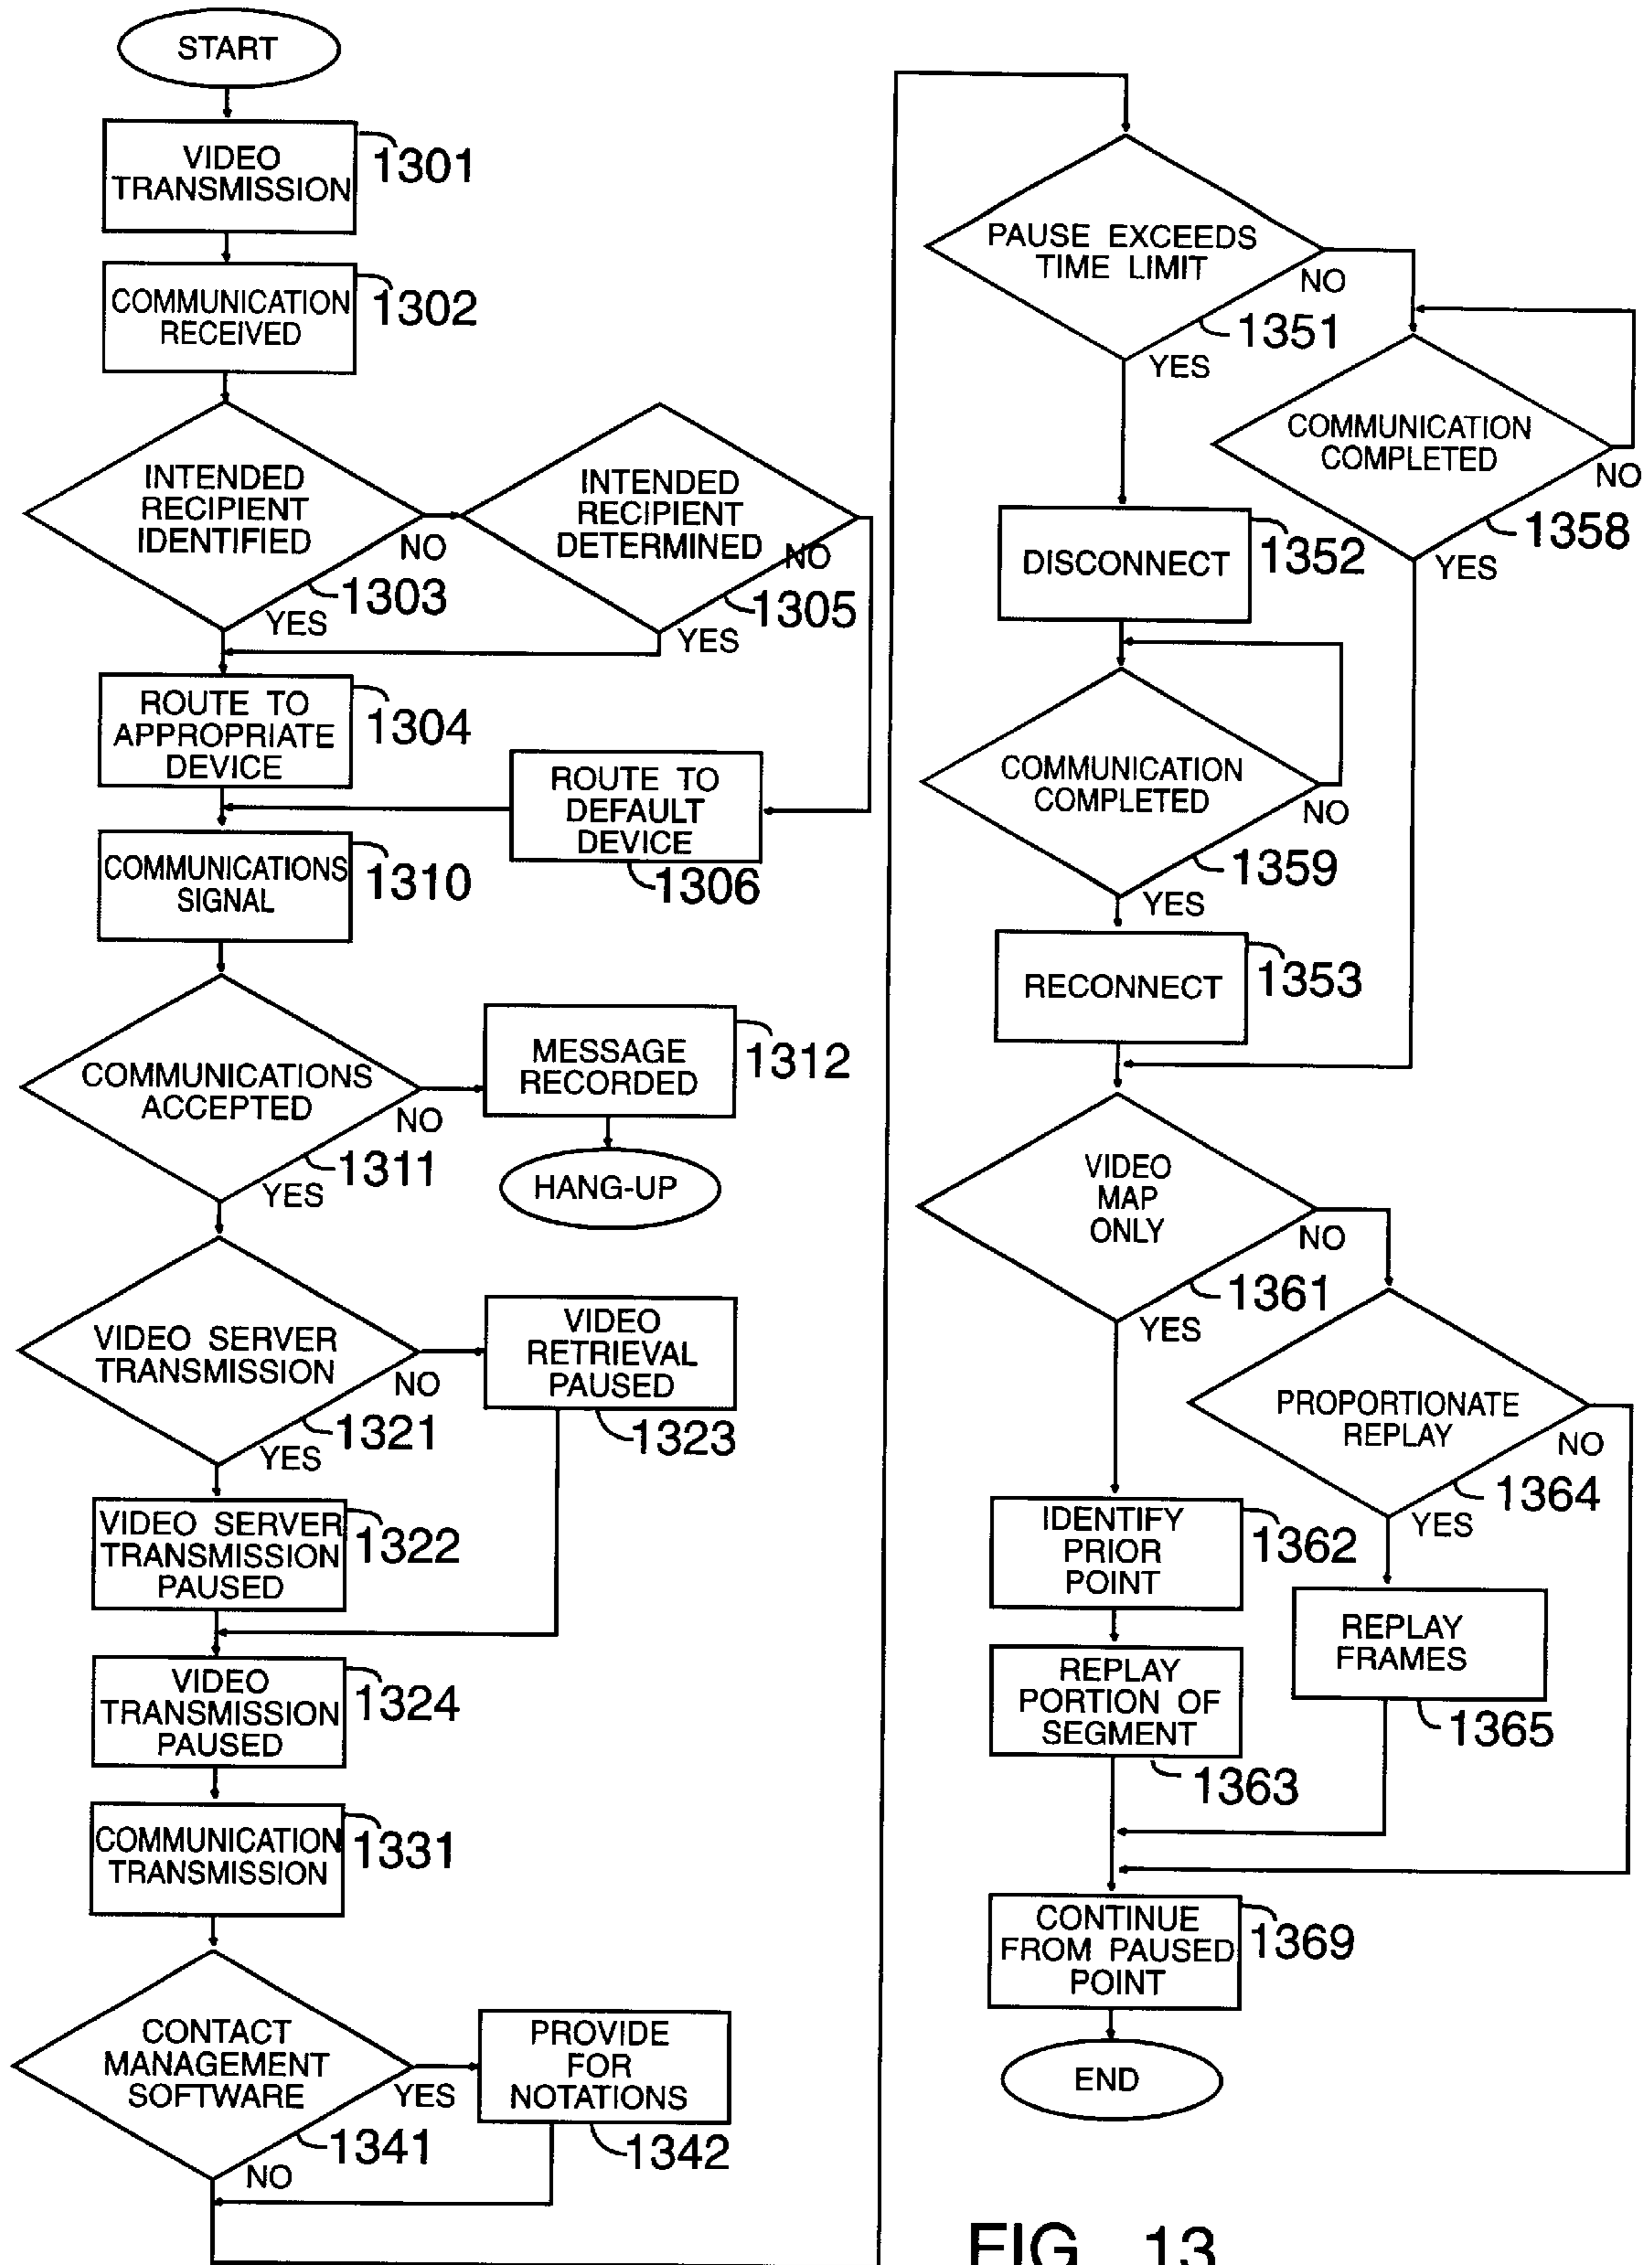 START
VIDEO
TRANSMISSION
1301
COMMUNICATION
RECEIVED
1302
INTENDED
RECIPIENT
IDENTIFIED
NO
1303
YES
INTENDED
RECIPIENT
DETERMINED
NO
1305
YES
ROUTE TO
APPROPRIATE
DEVICE
1304
ROUTE TO
DEFAULT
DEVICE
1306
COMMUNICATIONS
SIGNAL
1310
COMMUNICATIONS
ACCEPTED
NO
1311
YES
MESSAGE
RECORDED
1312
HANG-UP
VIDEO SERVER
TRANSMISSION
NO
1321
YES
VIDEO
RETRIEVAL
PAUSED
1323
VIDEO SERVER
TRANSMISSION
PAUSED
1322
VIDEO
TRANSMISSION
PAUSED
1324
COMMUNICATION
TRANSMISSION
1331
CONTACT
MANAGEMENT
SOFTWARE
YES
1341
NO
PROVIDE
FOR
NOTATIONS
1342
PAUSE EXCEEDS
TIME LIMIT
NO
1351
YES
COMMUNICATION
COMPLETED
NO
1358
YES
DISCONNECT
1352
COMMUNICATION
COMPLETED
NO
1359
YES
RECONNECT
1353
VIDEO
MAP
ONLY
NO
1361
YES
PROPORTIONATE
REPLAY
NO
1364
YES
IDENTIFY
PRIOR
POINT
1362
REPLAY
FRAMES
1365
REPLAY
PORTION OF
SEGMENT
1363
CONTINUE
FROM PAUSED
POINT
1369
END
FIG. 13